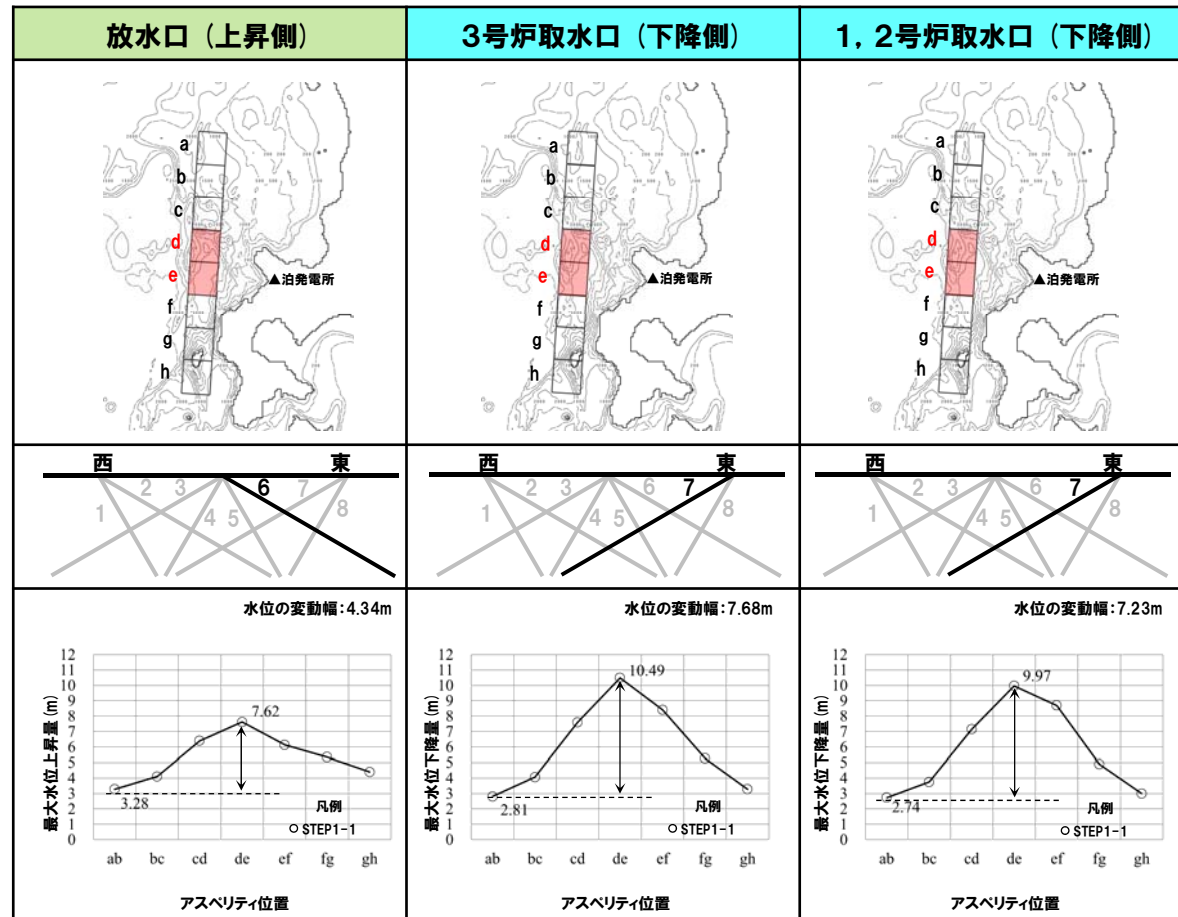 放水口（上昇側）
3号炉取水口（下降側）
1，2号炉取水口（下降側）
a
b
c
d
e
f
g
h
▲泊発電所
a
b
c
d
e
f
g
h
▲泊発電所
a
b
c
d
e
f
g
h
▲泊発電所
西 東
1 2 3 4 5 6 7 8
西 東
1 2 3 4 5 6 7 8
西 東
1 2 3 4 5 6 7 8
水位の変動幅：4.34m
最大水位上昇量(m)
12
11
10
9
8
7
6
5
4
3
2
1
0
7.62
3.28
凡例
○ STEP1-1
ab bc cd de ef fg gh
アスペリティ位置
水位の変動幅：7.68m
最大水位下降量(m)
12
11
10
9
8
7
6
5
4
3
2
1
0
10.49
2.81
凡例
○ STEP1-1
ab bc cd de ef fg gh
アスペリティ位置
水位の変動幅：7.23m
最大水位下降量(m)
12
11
10
9
8
7
6
5
4
3
2
1
0
9.97
2.74
凡例
○ STEP1-1
ab bc cd de ef fg gh
アスペリティ位置